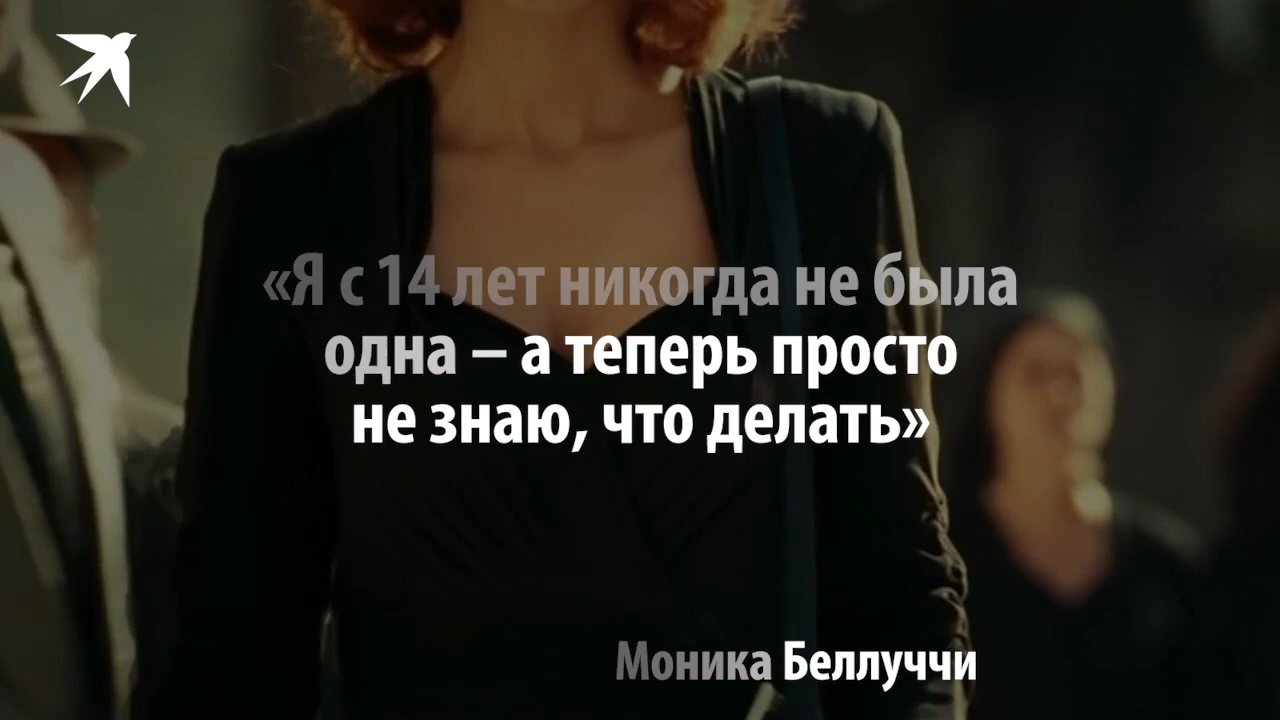 «Я с 14 лет никогда не была
одна – а теперь просто
не знаю, что делать»
Моника Беллуччи